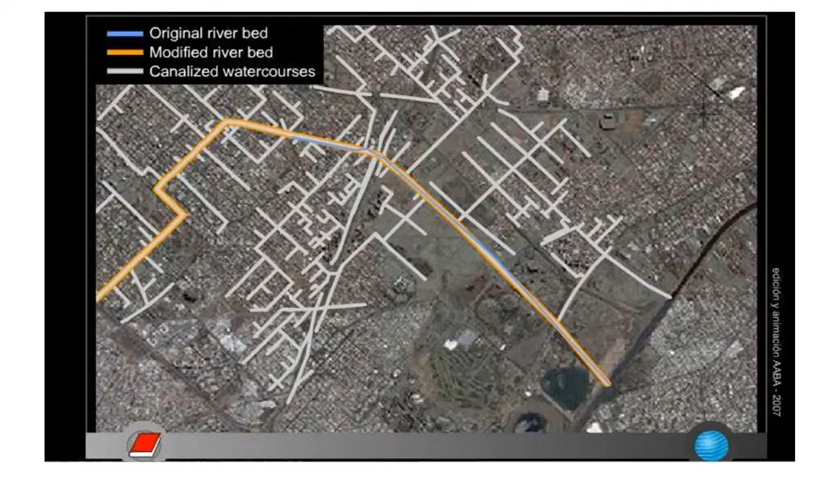 Original river bed
Modified river bed
Canalized watercourses
edición y animación AABA - 2007